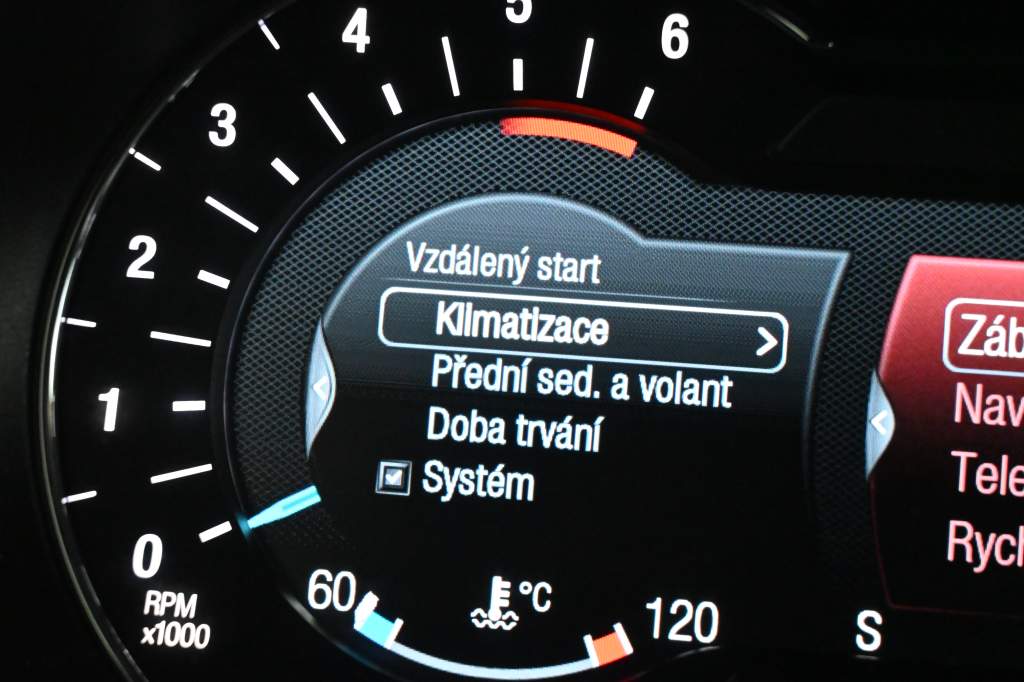 4
5
6
3
2
1
0
RPM
x1000
Vzdálený start
Klimatizace
Přední sed. a volant
Doba trvání
Systém
60
°C
120
S